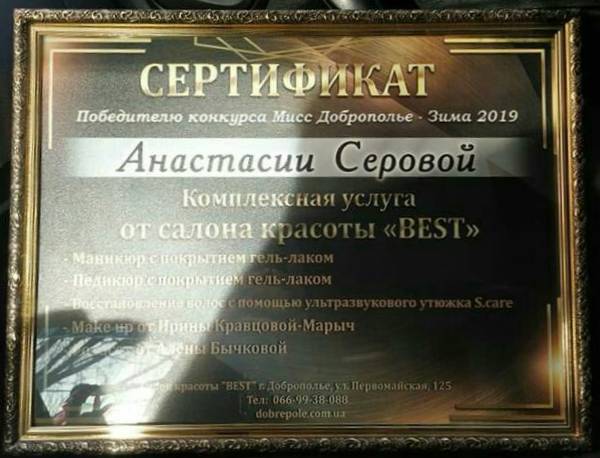 СЕРТИФИКАТ
Победителю конкурса Мисс Доброполье - Зима 2019
Анастасии Серовой
Комплексная услуга
от салона красоты «BEST»
- Маникюр с покрытием гель-лаком
- Педикюр с покрытием гель-лаком
- Восстановление волос с помощью ультразвукового утюжка S.care
- Make up от Ирины Кравцовой-Марыч
от Алены Бычковой
красоты "BEST" г. Доброполье, ул. Первомайская, 125
Тел: 066-99-38-088
dobrepole.com.ua